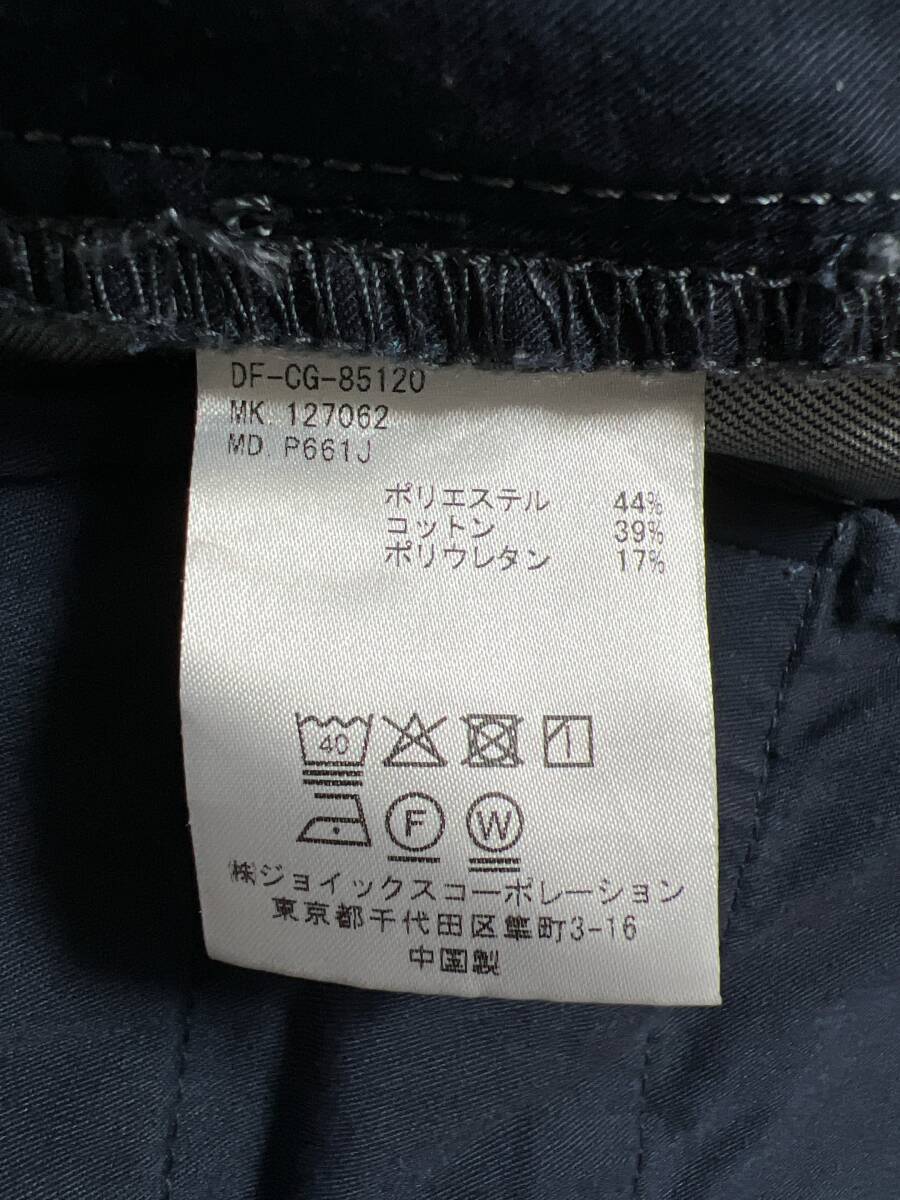 DF-CG-85120
MK. 127062
MD. P661J
ポリエステル 44%
コットン 39%
ポリウレタン 17%
40
F W
㈱ジョイックスコーポレーション
東京都千代田区隼町3-16
中国製